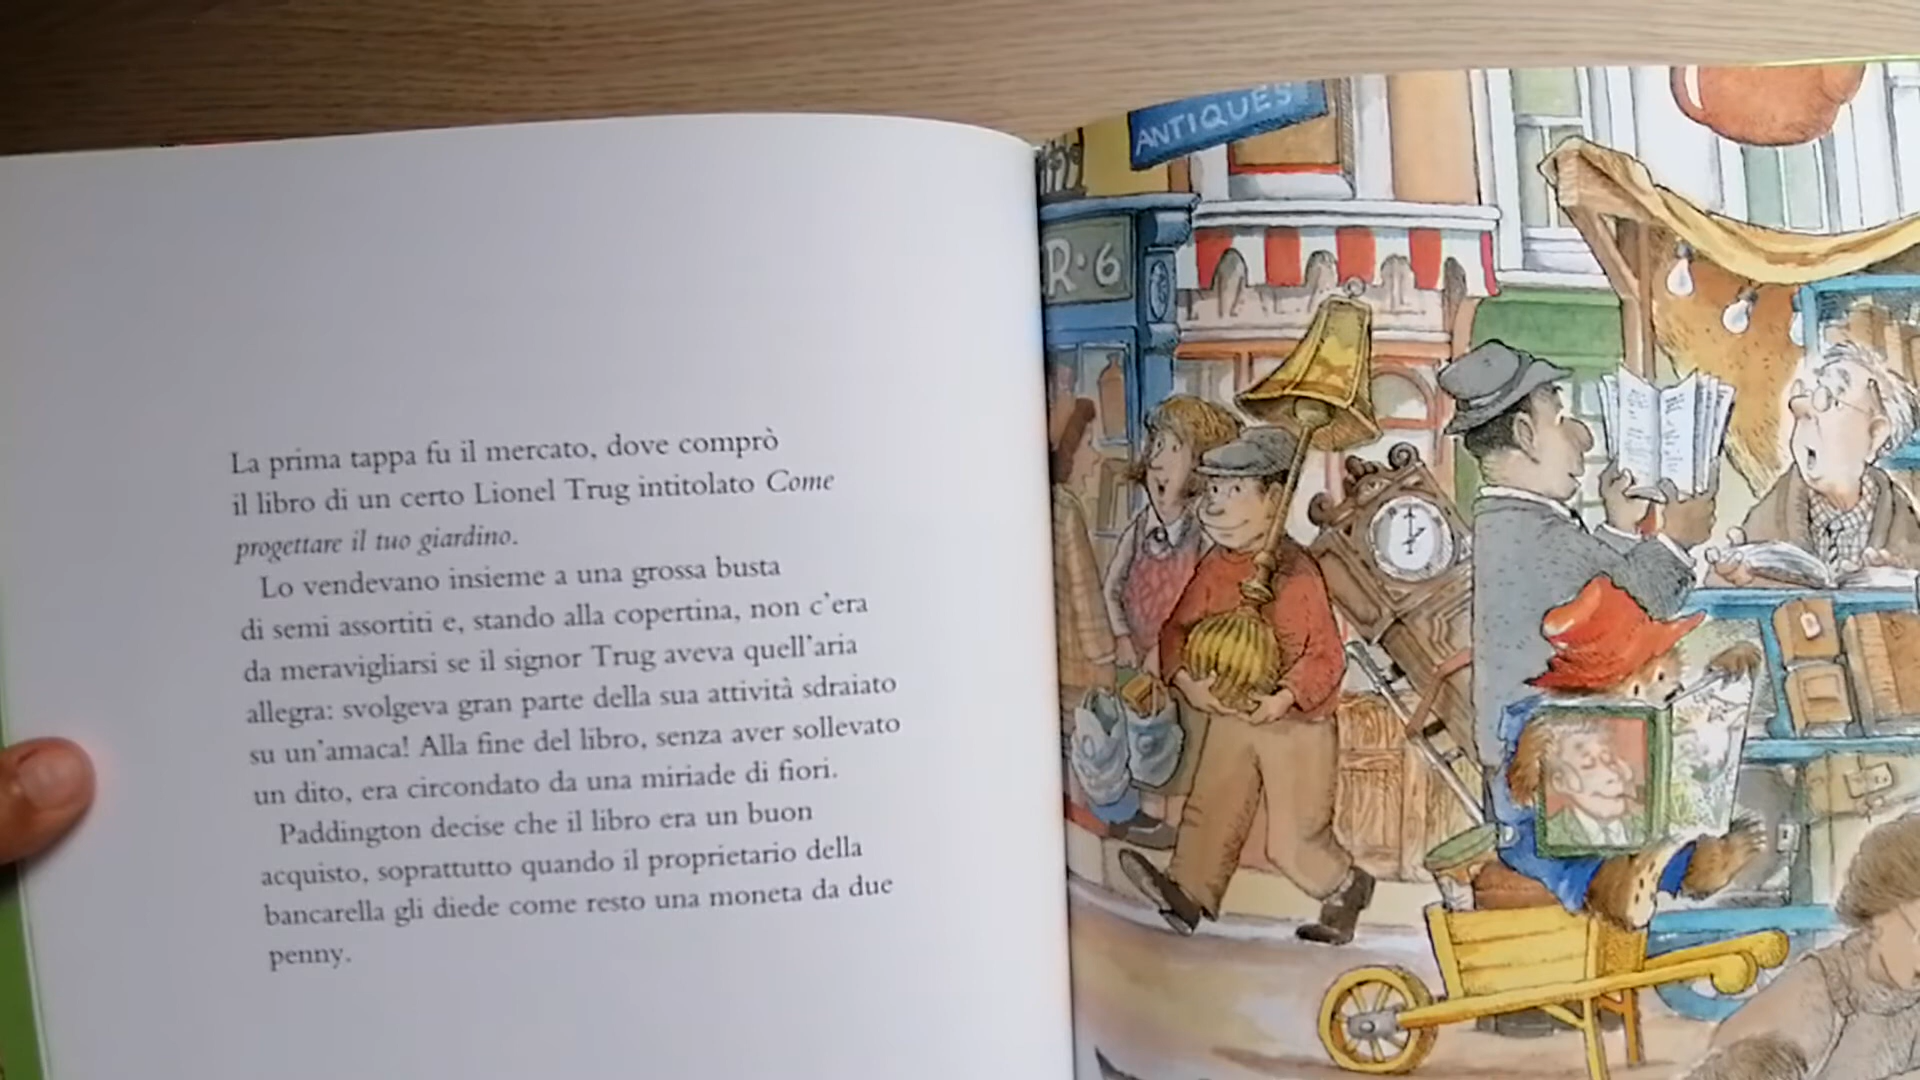 La prima tappa fu il mercato, dove comprò
il libro di un certo Lionel Trug intitolato Come
progettare il tuo giardino.
Lo vendevano insieme a una grossa busta
di semi assortiti e, stando alla copertina, non c'era
da meravigliarsi se il signor Trug aveva quell'aria
allegra: svolgeva gran parte della sua attività sdraiato
su un'amaca! Alla fine del libro, senza aver sollevato
un dito, era circondato da una miriade di fiori.
Paddington decise che il libro era un buon
acquisto, soprattutto quando il proprietario della
bancarella gli diede come resto una moneta da due
penny.
ANTIQUES
R·6